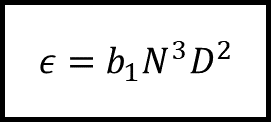 ϵ = b₁N³D²